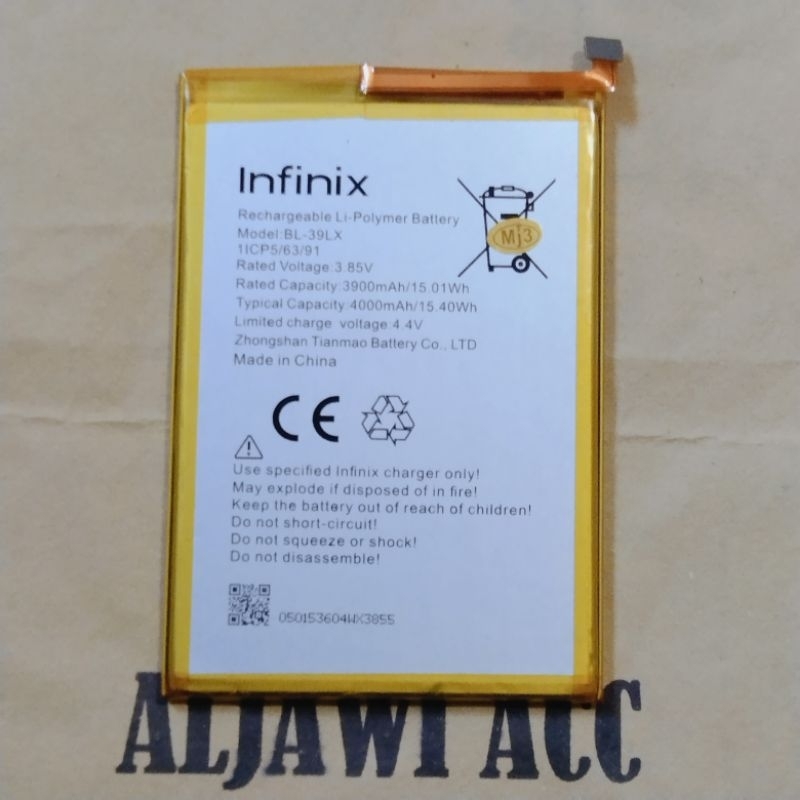 Infinix
Rechargeable Li-Polymer Battery
Model:BL-39LX
1ICP5/63/91
Rated Voltage:3.85V
Rated Capacity:3900mAh/15.01Wh
Typical Capacity:4000mAh/15.40Wh
Limited charge voltage:4.4V
Zhongshan Tianmao Battery Co., LTD
Made in China
Mj3
CE
Use specified Infinix charger only!
May explode if disposed of in fire!
Keep the battery out of reach of children!
Do not short-circuit!
Do not squeeze or shock!
Do not disassemble!
050153604WX3855
ALJAWI ACC